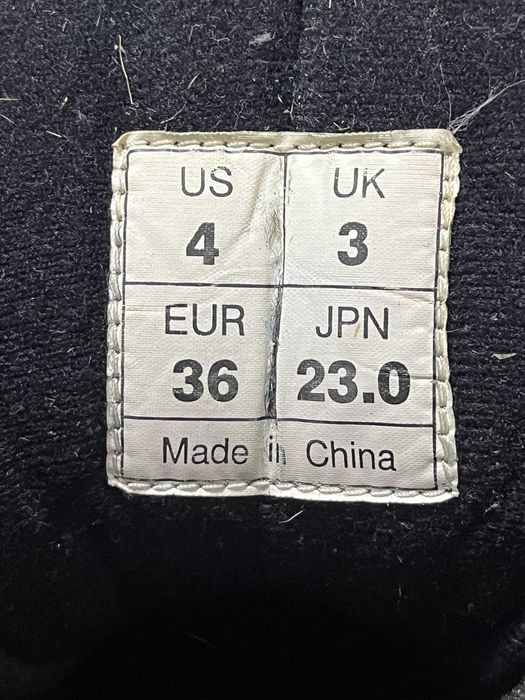 US UK
4 3
EUR JPN
36 23.0
Made in China